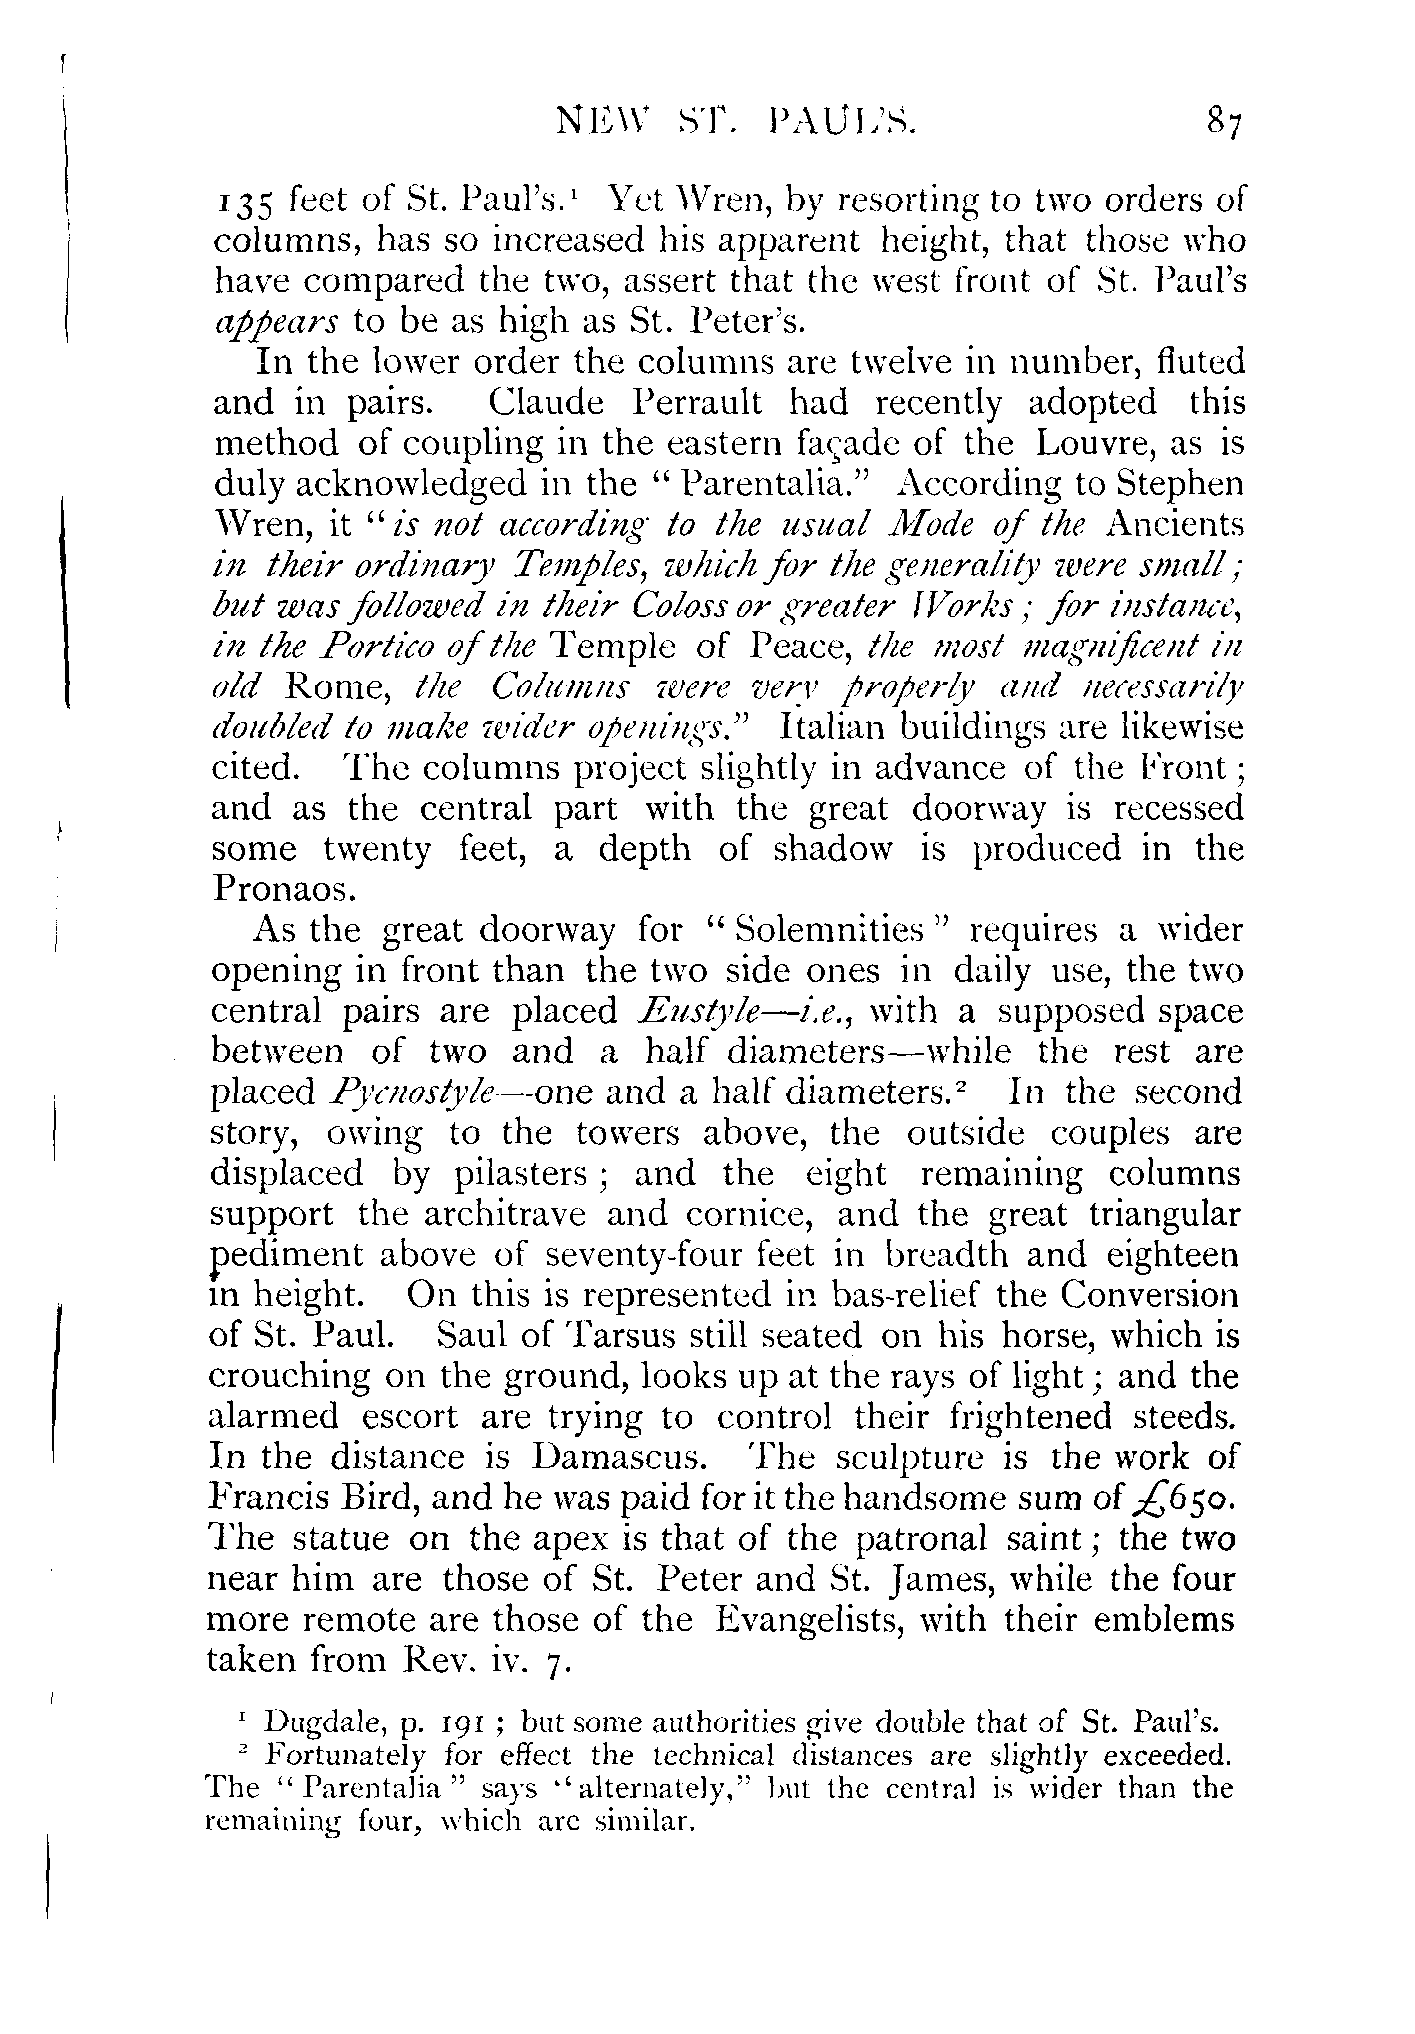 NEW ST. PAUL'S. 87
135 feet of St. Paul's.¹ Yet Wren, by resorting to two orders of
columns, has so increased his apparent height, that those who
have compared the two, assert that the west front of St. Paul's
appears to be as high as St. Peter's.
In the lower order the columns are twelve in number, fluted
and in pairs. Claude Perrault had recently adopted this
method of coupling in the eastern façade of the Louvre, as is
duly acknowledged in the “ Parentalia.” According to Stephen
Wren, it “ is not according to the usual Mode of the Ancients
in their ordinary Temples, which for the generality were small ;
but was followed in their Coloss or greater Works ; for instance,
in the Portico of the Temple of Peace, the most magnificent in
old Rome, the Columns were very properly and necessarily
doubled to make wider openings.” Italian buildings are likewise
cited. The columns project slightly in advance of the Front ;
and as the central part with the great doorway is recessed
some twenty feet, a depth of shadow is produced in the
Pronaos.
As the great doorway for “ Solemnities ” requires a wider
opening in front than the two side ones in daily use, the two
central pairs are placed Eustyle—i.e., with a supposed space
between of two and a half diameters—while the rest are
placed Pycnostyle—one and a half diameters.² In the second
story, owing to the towers above, the outside couples are
displaced by pilasters ; and the eight remaining columns
support the architrave and cornice, and the great triangular
pediment above of seventy-four feet in breadth and eighteen
in height. On this is represented in bas-relief the Conversion
of St. Paul. Saul of Tarsus still seated on his horse, which is
crouching on the ground, looks up at the rays of light ; and the
alarmed escort are trying to control their frightened steeds.
In the distance is Damascus. The sculpture is the work of
Francis Bird, and he was paid for it the handsome sum of £650.
The statue on the apex is that of the patronal saint ; the two
near him are those of St. Peter and St. James, while the four
more remote are those of the Evangelists, with their emblems
taken from Rev. iv. 7.
¹ Dugdale, p. 191 ; but some authorities give double that of St. Paul's.
² Fortunately for effect the technical distances are slightly exceeded.
The “ Parentalia ” says “ alternately,” but the central is wider than the
remaining four, which are similar.